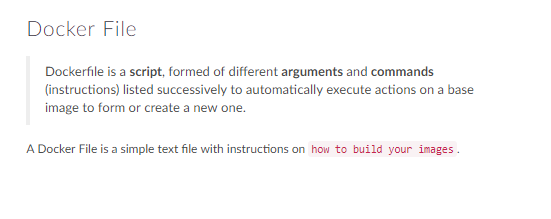 Docker File
Dockerfile is a script, formed of different arguments and commands
(instructions) listed successively to automatically execute actions on a base
image to form or create a new one.
A Docker File is a simple text file with instructions on how to build your images.